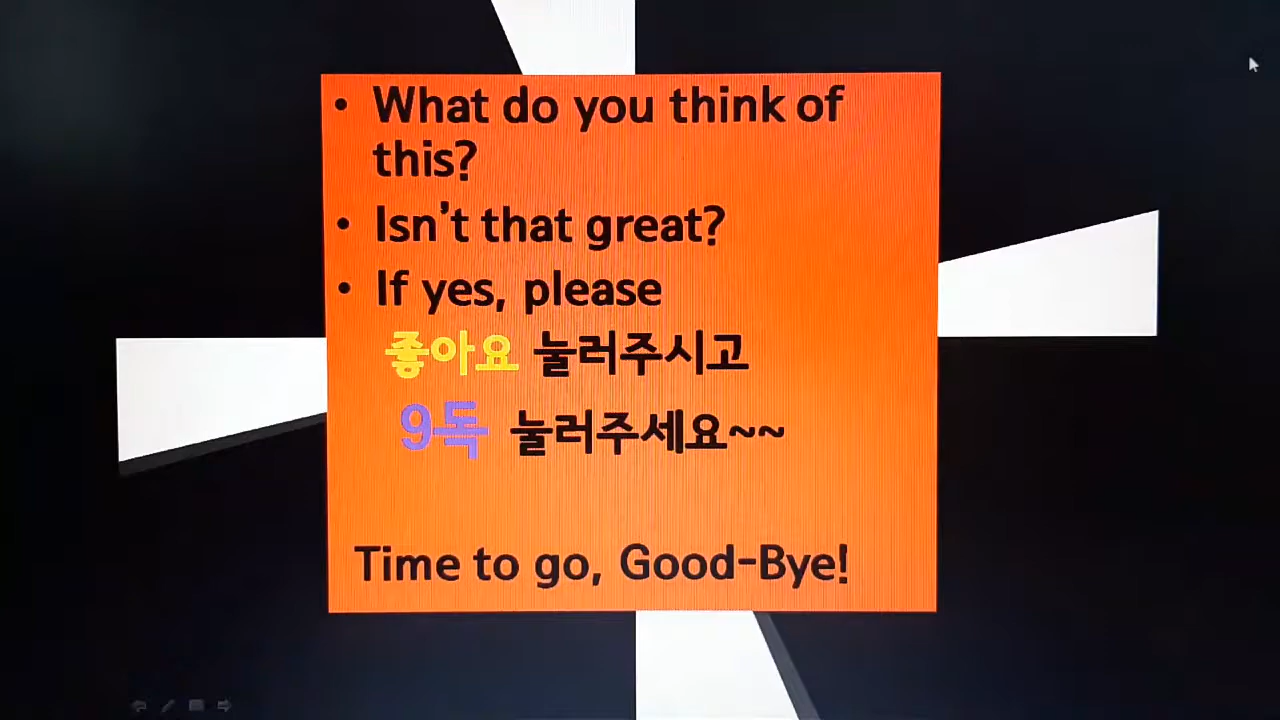 • What do you think of
this?
• Isn't that great?
• If yes, please
좋아요 눌러주시고
9독 눌러주세요~~
Time to go, Good-Bye!